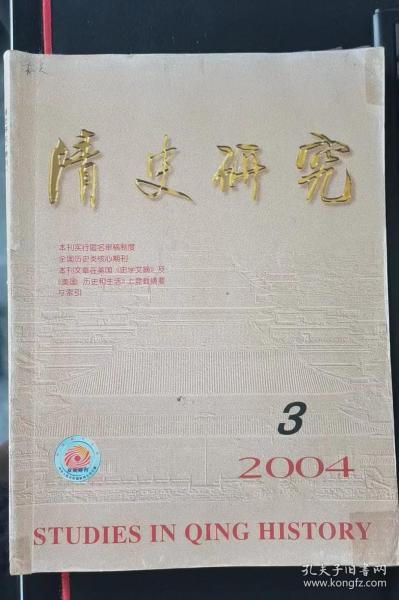 清史研究
本刊实行匿名审稿制度
全国历史类核心期刊
本刊文章在美国《史学文摘》及
《美国:历史和生活》上登载摘要
与索引
3
2004
STUDIES IN QING HISTORY
孔夫子旧书网
www.kongfz.com